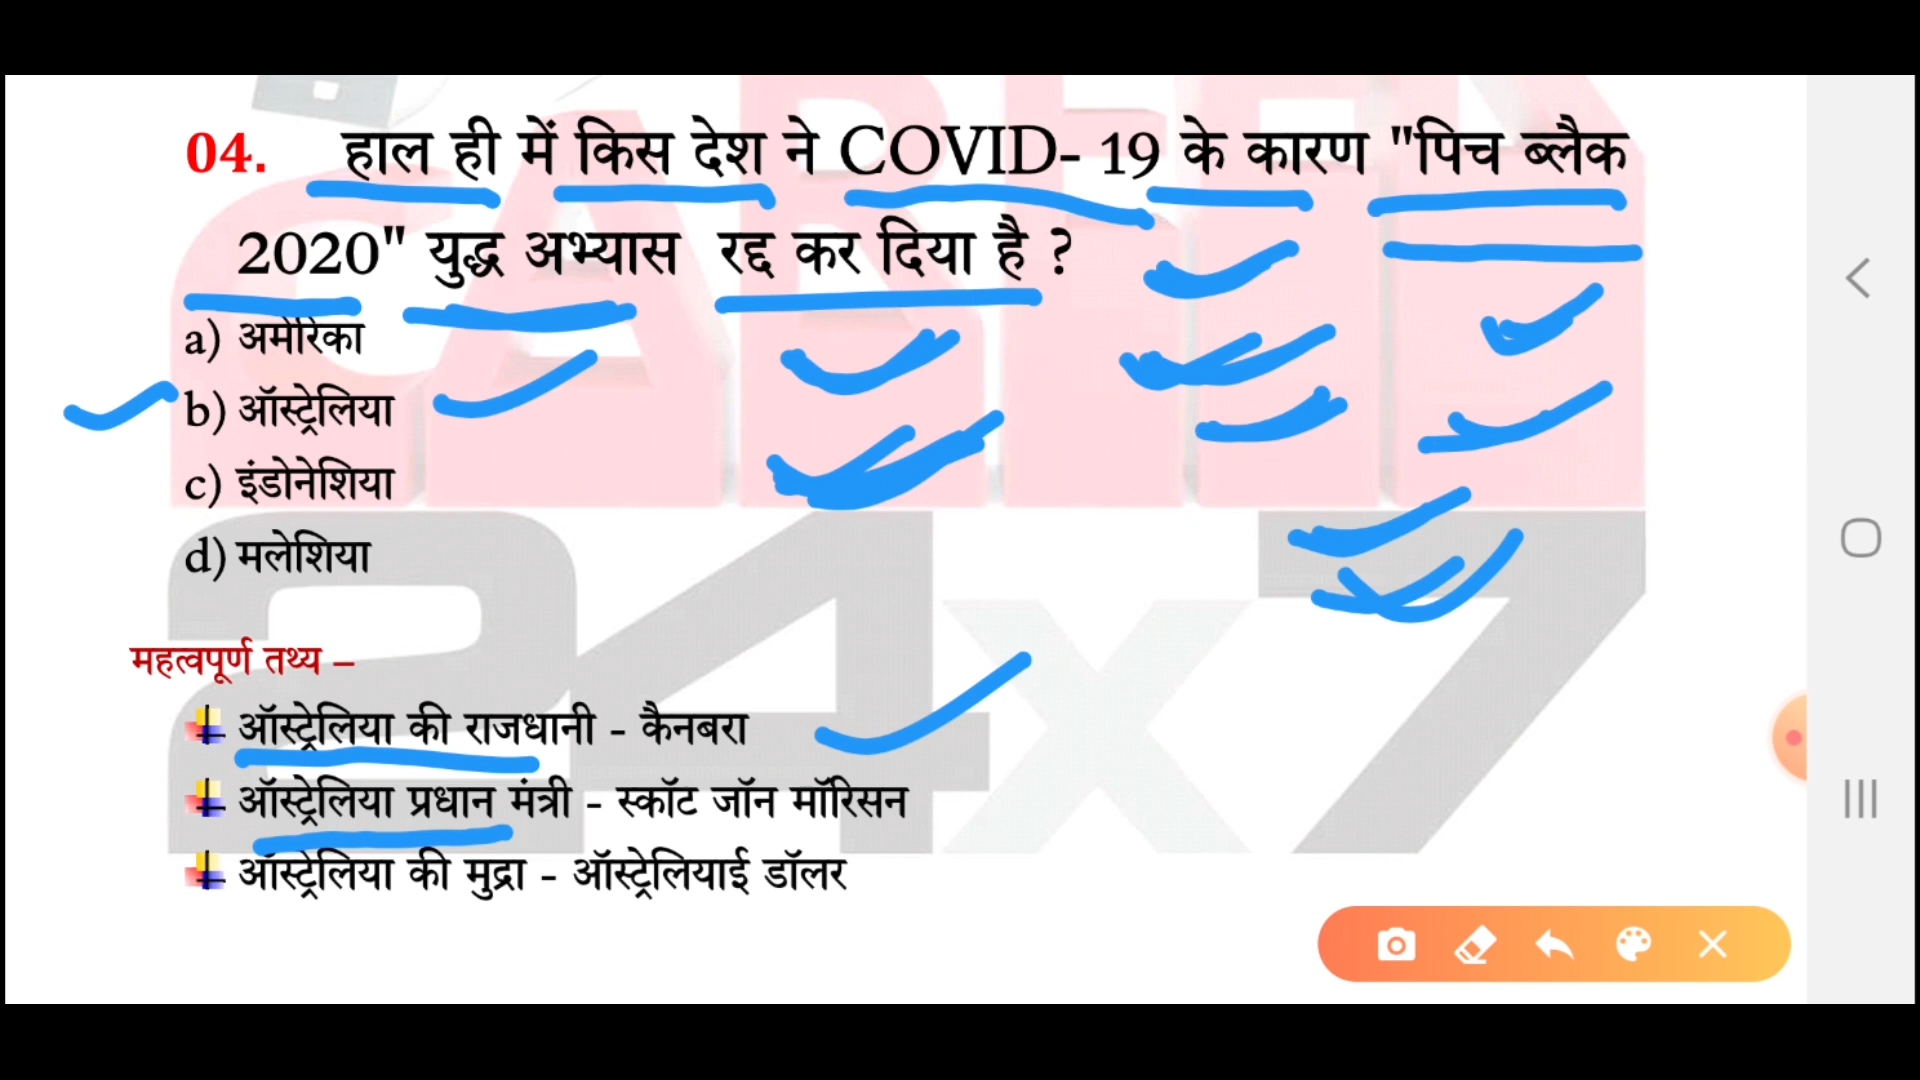 04. हाल ही में किस देश ने COVID- 19 के कारण "पिच ब्लैक
2020" युद्ध अभ्यास रद्द कर दिया है ?
a) अमेरिका
b) ऑस्ट्रेलिया
c) इंडोनेशिया
d) मलेशिया
महत्वपूर्ण तथ्य –
ऑस्ट्रेलिया की राजधानी - कैनबरा
ऑस्ट्रेलिया प्रधान मंत्री - स्कॉट जॉन मॉरिसन
ऑस्ट्रेलिया की मुद्रा - ऑस्ट्रेलियाई डॉलर
24x7